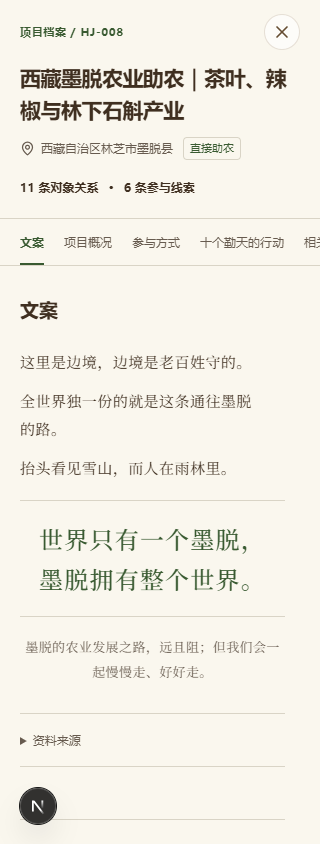 项目档案 / HJ-008
西藏墨脱农业助农｜茶叶、辣
椒与林下石斛产业
西藏自治区林芝市墨脱县 直接助农
11 条对象关系 • 6 条参与线索
文案 项目概况 参与方式 十个勤天的行动 相关
文案
这里是边境，边境是老百姓守的。
全世界独一份的就是这条通往墨脱
的路。
抬头看见雪山，而人在雨林里。
世界只有一个墨脱，
墨脱拥有整个世界。
墨脱的农业发展之路，远且阻；但我们会一
起慢慢走、好好走。
▶ 资料来源
N